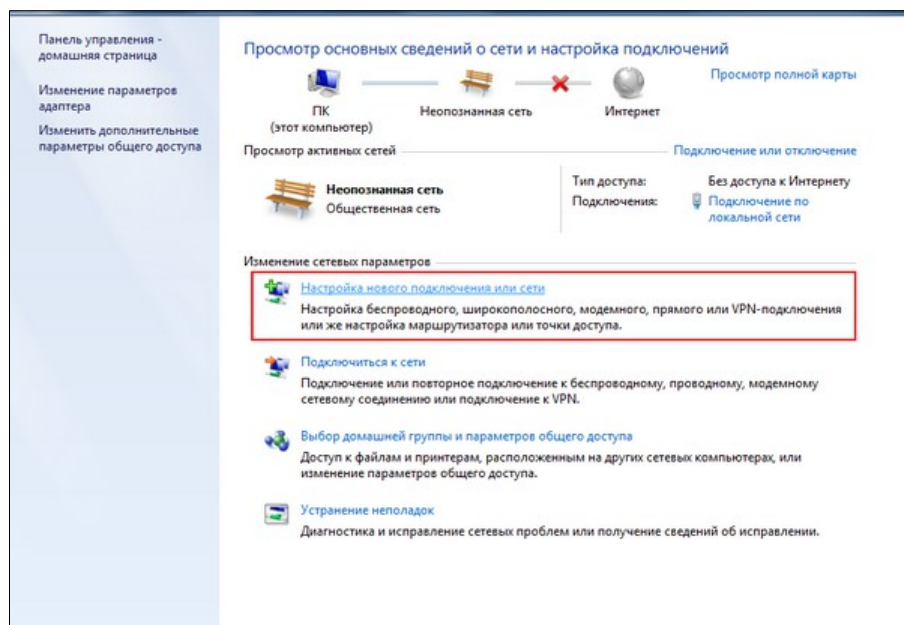 Панель управления -
домашняя страница
Изменение параметров
адаптера
Изменить дополнительные
параметры общего доступа
Просмотр основных сведений о сети и настройка подключений
Просмотр полной карты
ПК
(этот компьютер)
Неопознанная сеть
Интернет
Просмотр активных сетей
Подключение или отключение
Неопознанная сеть
Общественная сеть
Тип доступа: Без доступа к Интернету
Подключения: Подключение по
локальной сети
Изменение сетевых параметров
Настройка нового подключения или сети
Настройка беспроводного, широкополосного, модемного, прямого или VPN-подключения
или же настройка маршрутизатора или точки доступа.
Подключиться к сети
Подключение или повторное подключение к беспроводному, проводному, модемному
сетевому соединению или подключение к VPN.
Выбор домашней группы и параметров общего доступа
Доступ к файлам и принтерам, расположенным на других сетевых компьютерах, или
изменение параметров общего доступа.
Устранение неполадок
Диагностика и исправление сетевых проблем или получение сведений об исправлении.